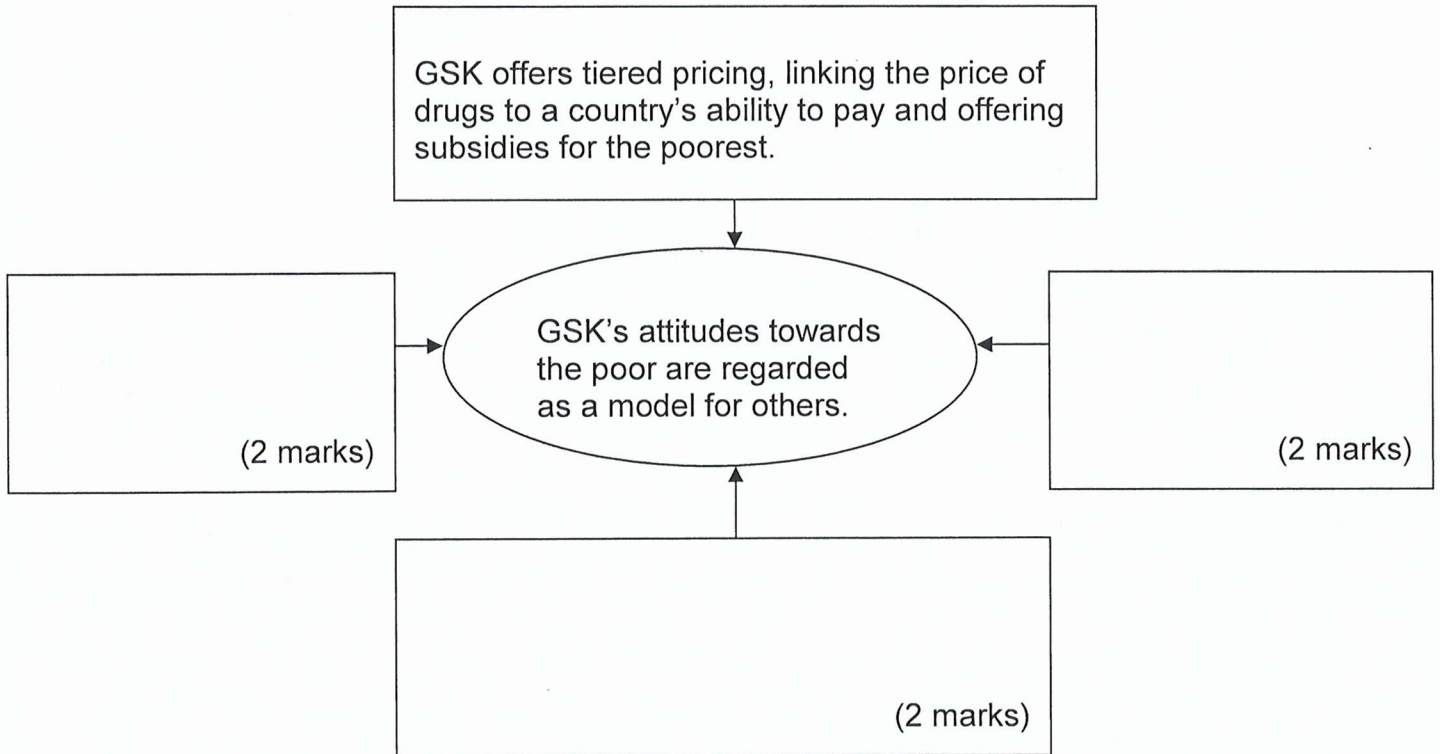 GSK offers tiered pricing, linking the price of
drugs to a country's ability to pay and offering
subsidies for the poorest.
GSK's attitudes towards
the poor are regarded
as a model for others.
(2 marks)
(2 marks)
(2 marks)